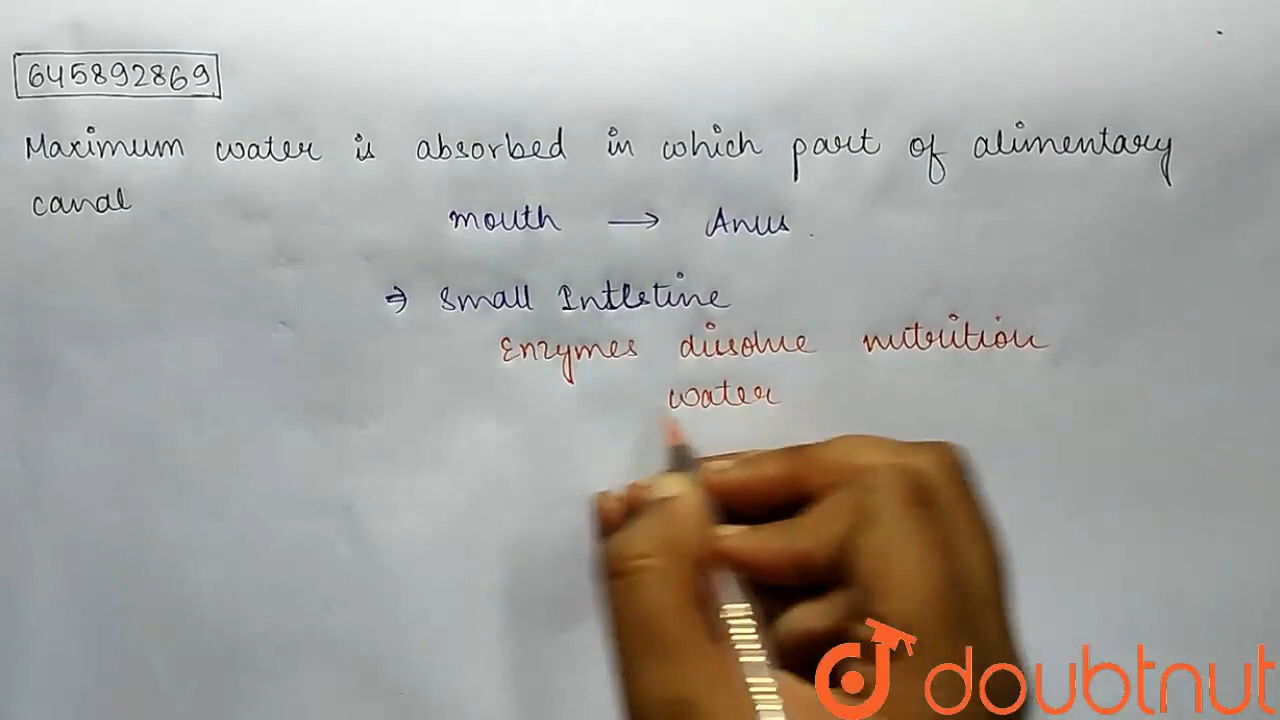 645892869
Maximum water is absorbed in which part of alimentary
canal
mouth → Anus.
⇒ Small Intestine
Enzymes dissolve nutrition
water
doubtnut